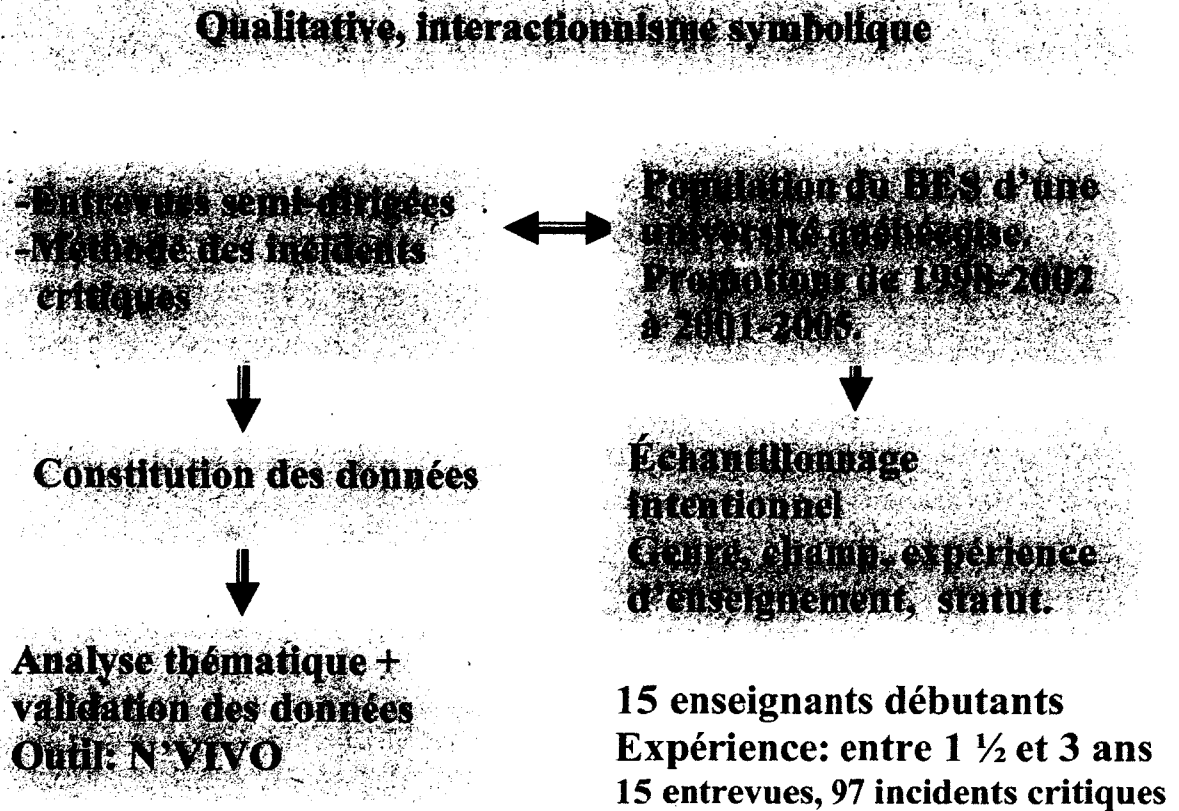 Qualitative, interactionnisme symbolique
-Entrevues semi-dirigées
-Méthode des incidents
critiques
Population du BES d'une
université québécoise.
Promotions de 1998-2002
à 2001-2005.
Constitution des données
Échantillonnage
intentionnel
Genre, champ, expérience
d'enseignement, statut.
Analyse thématique +
validation des données
Outil: N'VIVO
15 enseignants débutants
Expérience: entre 1 ½ et 3 ans
15 entrevues, 97 incidents critiques